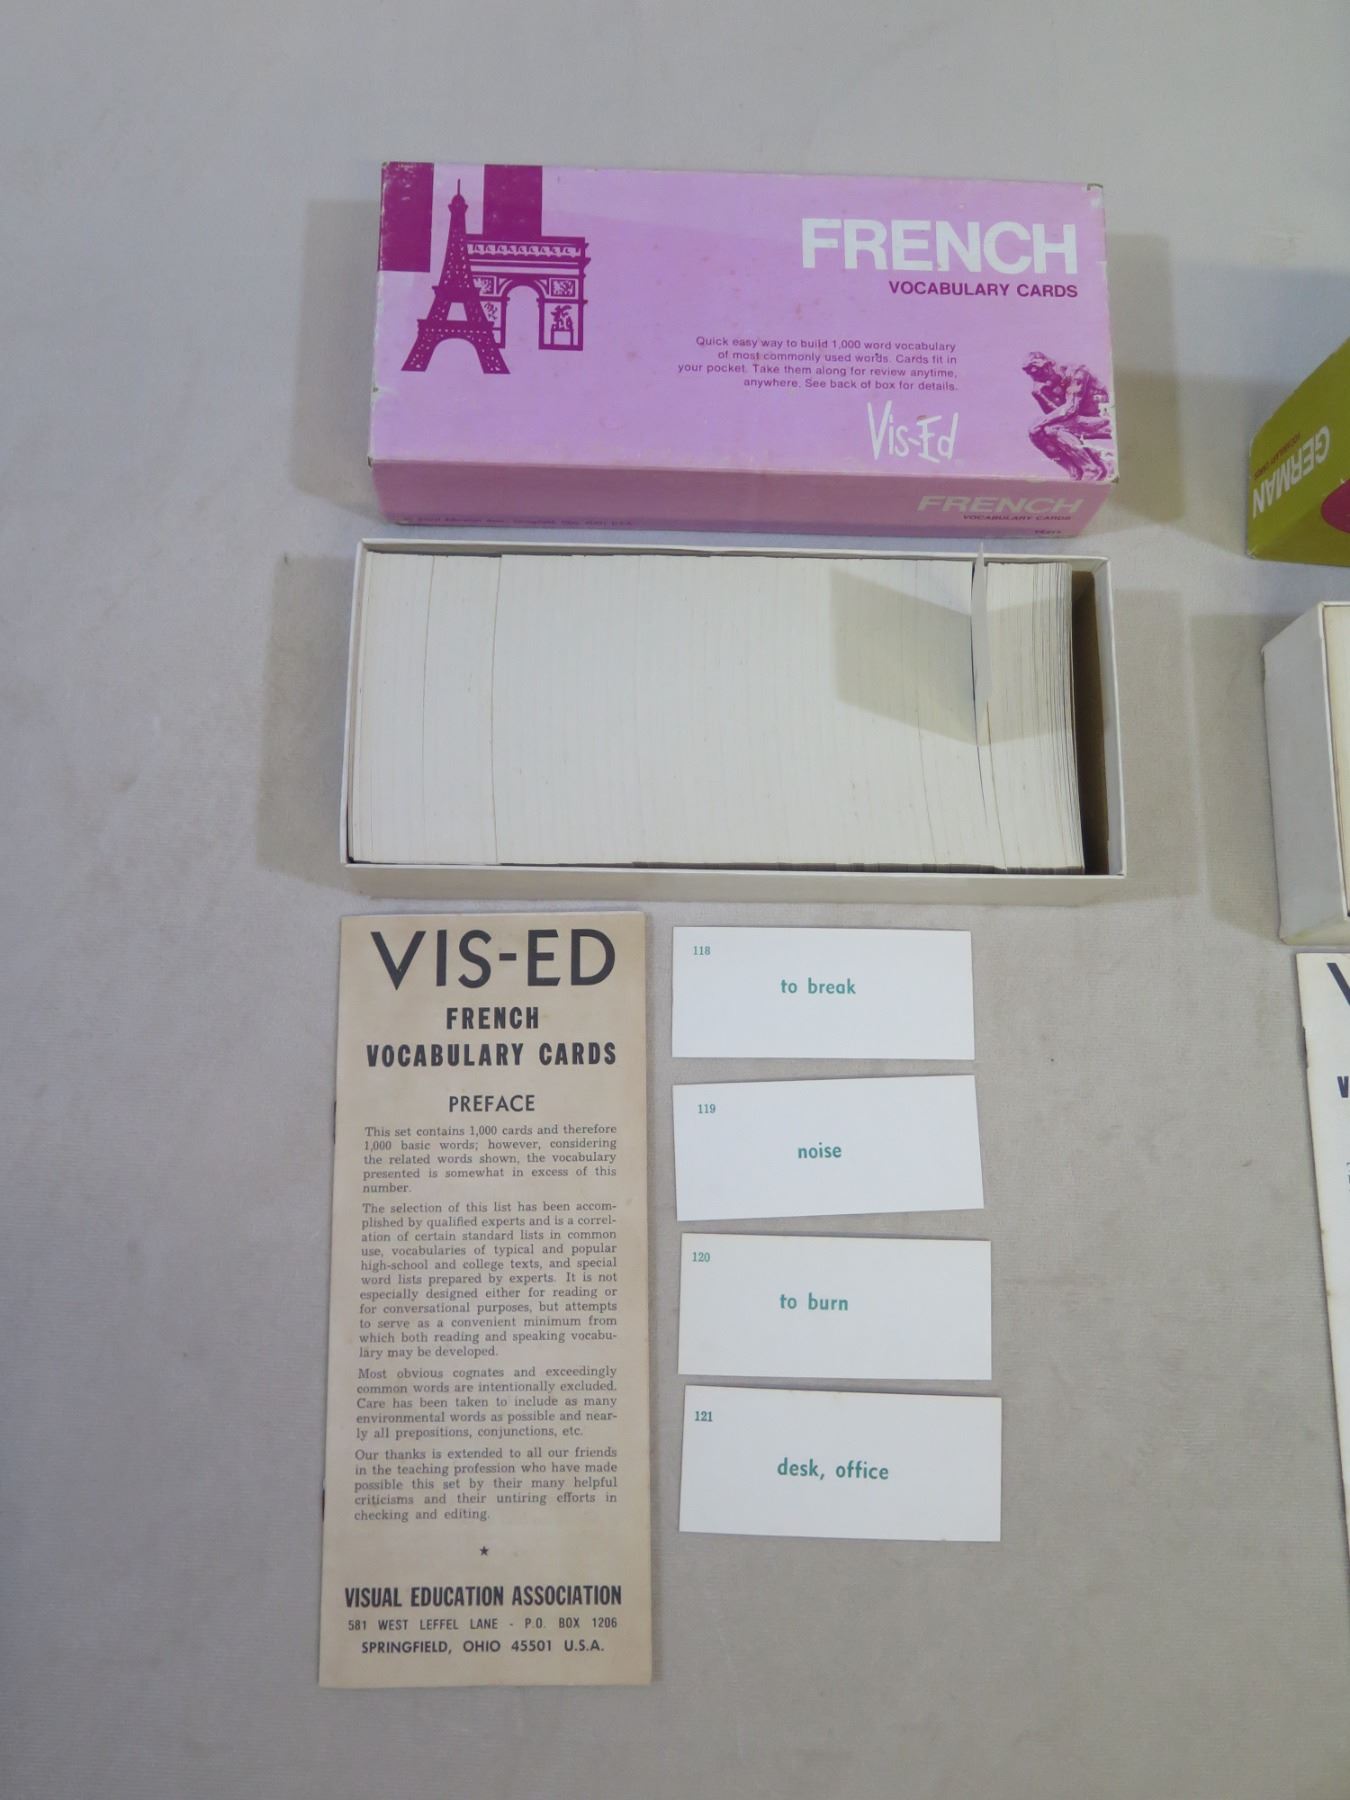 FRENCH
VOCABULARY CARDS
Quick easy way to build 1,000 word vocabulary
of most commonly used words. Cards fit in
your pocket. Take them along for review anytime,
anywhere. See back of box for details.
Vis-Ed
FRENCH
VOCABULARY CARDS
GERMAN
VOCABULARY CARDS
VIS-ED
FRENCH
VOCABULARY CARDS
PREFACE
This set contains 1,000 cards and therefore
1,000 basic words; however, considering
the related words shown, the vocabulary
presented is somewhat in excess of this
number.
The selection of this list has been accom-
plished by qualified experts and is a correl-
ation of certain standard lists in common
use, vocabularies of typical and popular
high-school and college texts, and special
word lists prepared by experts. It is not
especially designed either for reading or
for conversational purposes, but attempts
to serve as a convenient minimum from
which both reading and speaking vocabu-
lary may be developed.
Most obvious cognates and exceedingly
common words are intentionally excluded.
Care has been taken to include as many
environmental words as possible and near-
ly all prepositions, conjunctions, etc.
Our thanks is extended to all our friends
in the teaching profession who have made
possible this set by their many helpful
criticisms and their untiring efforts in
checking and editing.
VISUAL EDUCATION ASSOCIATION
581 WEST LEFFEL LANE - P.O. BOX 1206
SPRINGFIELD, OHIO 45501 U.S.A.
118
to break
119
noise
120
to burn
121
desk, office